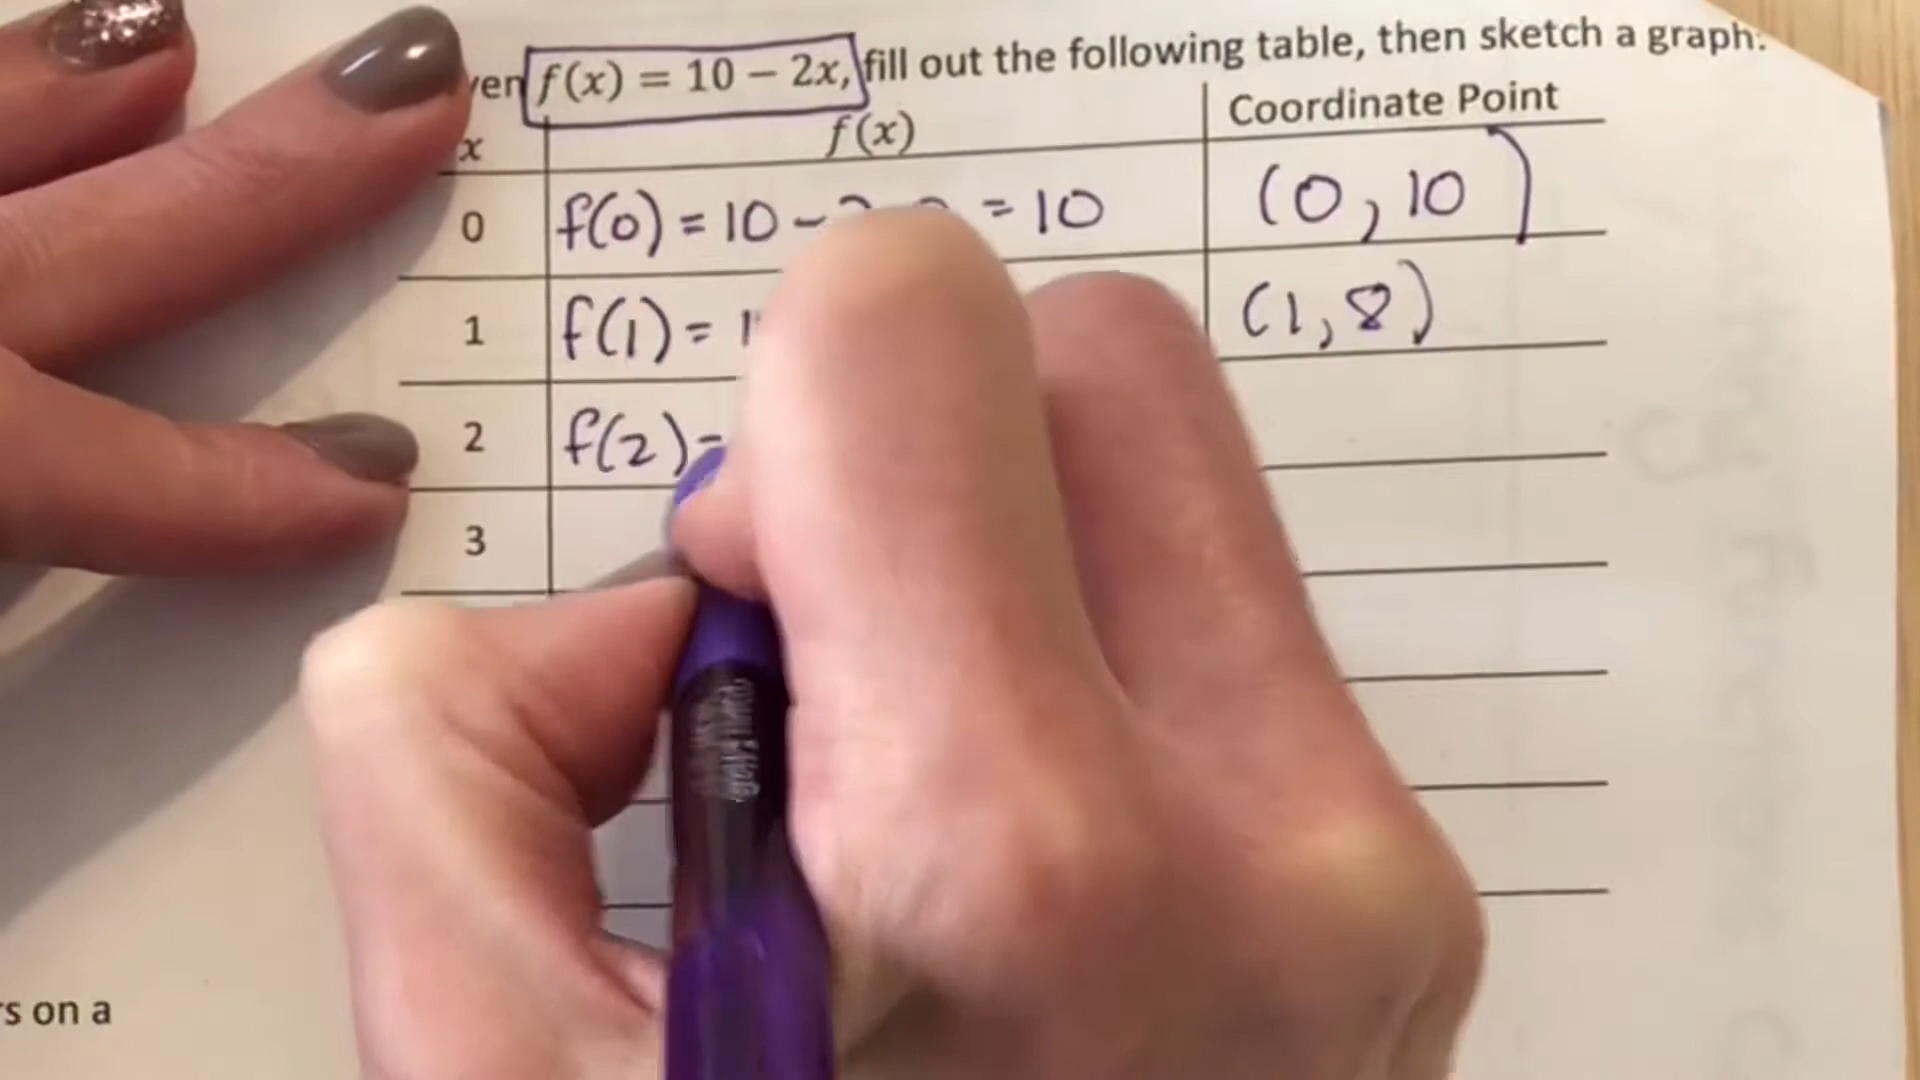 f(x) = 10 – 2x, fill out the following table, then sketch a graph:
x f(x) Coordinate Point
0 f(0) = 10 - = 10 (0, 10)
1 f(1) = (1, 8)
2 f(2) =
3
on a